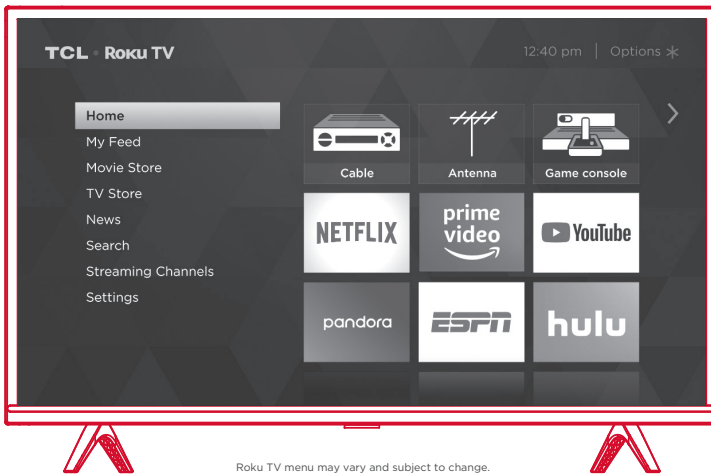 TCL • Roku TV
12:40 pm | Options ✱
Home
My Feed
Movie Store
TV Store
News
Search
Streaming Channels
Settings
Cable
Antenna
Game console
NETFLIX
prime
video
YouTube
pandora
ESPN
hulu
Roku TV menu may vary and subject to change.